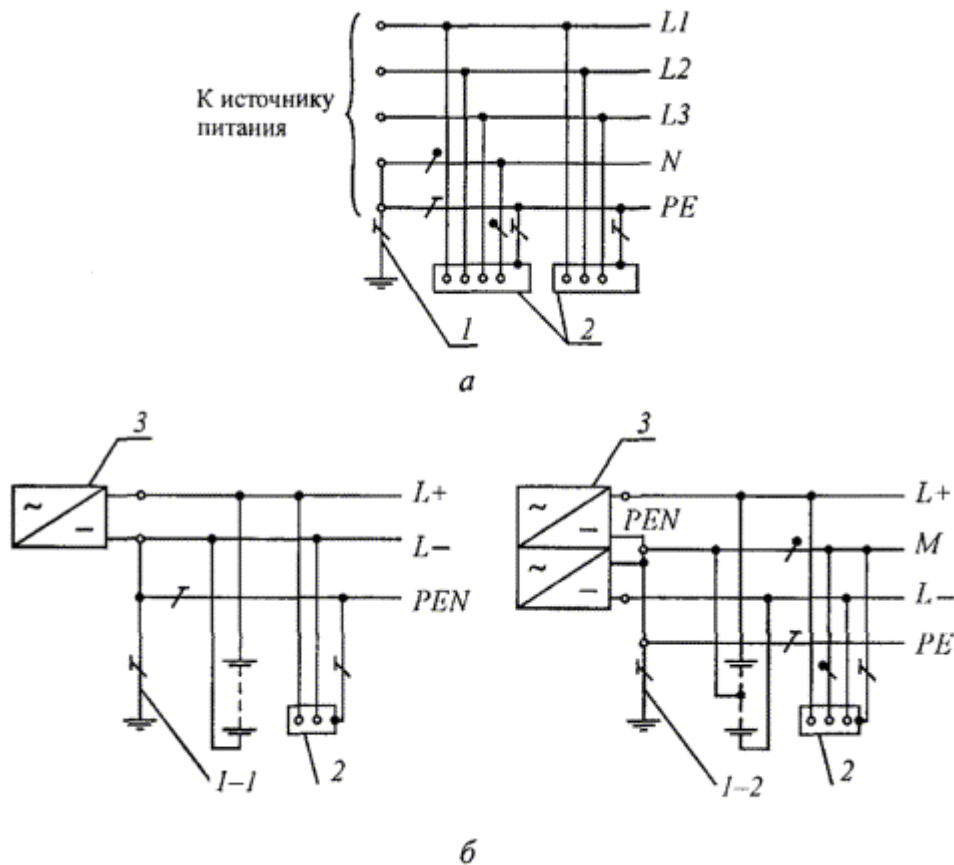 L1
L2
К источнику
питания
L3
N
PE
1
2
а
3
L+
L−
PEN
1–1
2
3
PEN
L+
M
L−
PE
1–2
2
б